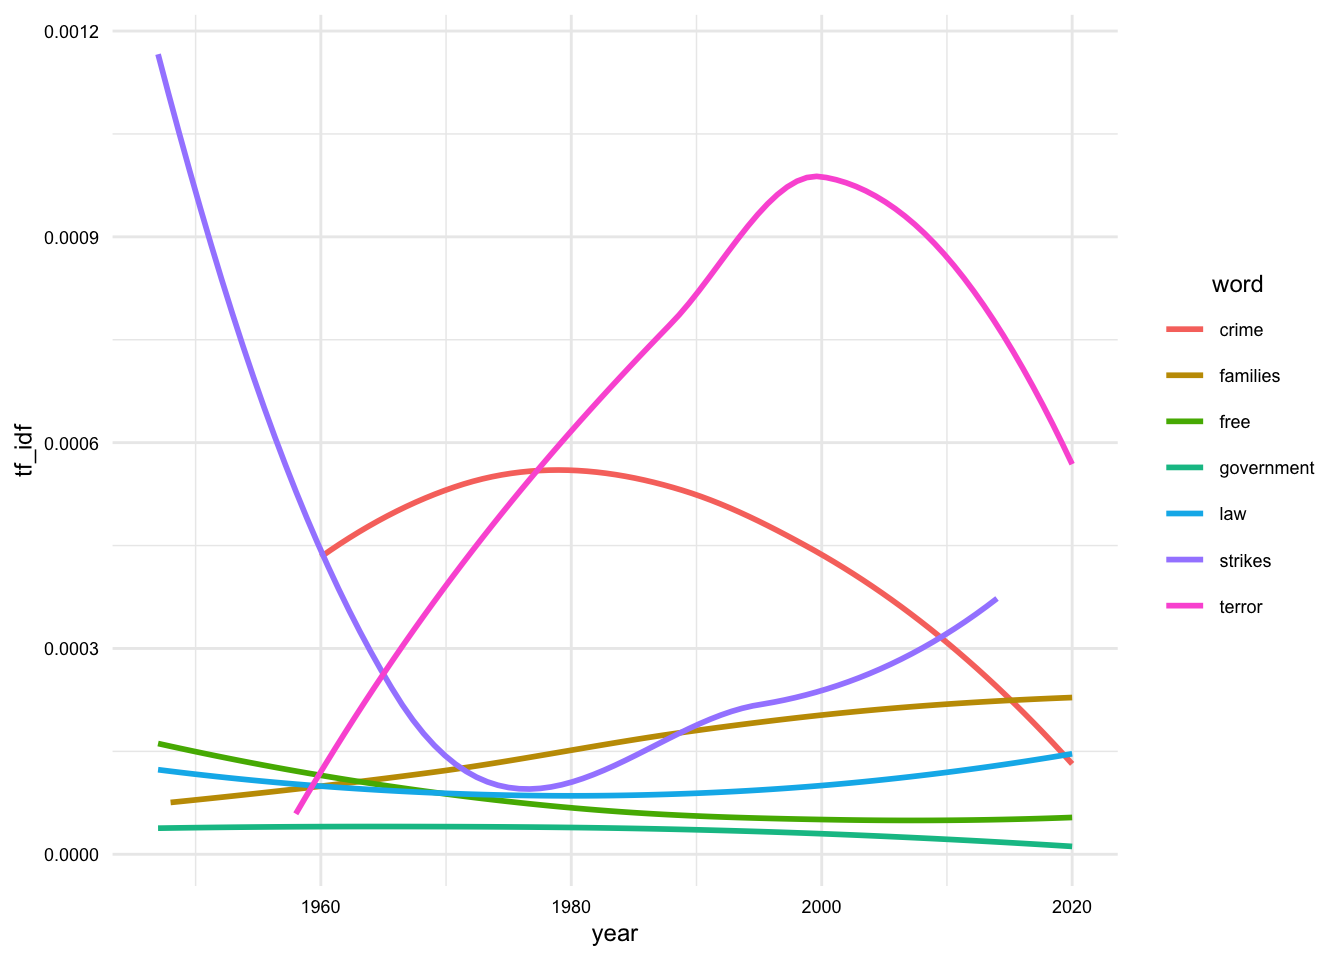 0.0012
0.0009
0.0006
0.0003
0.0000
tf_idf
1960 1980 2000 2020
year
word
crime
families
free
government
law
strikes
terror